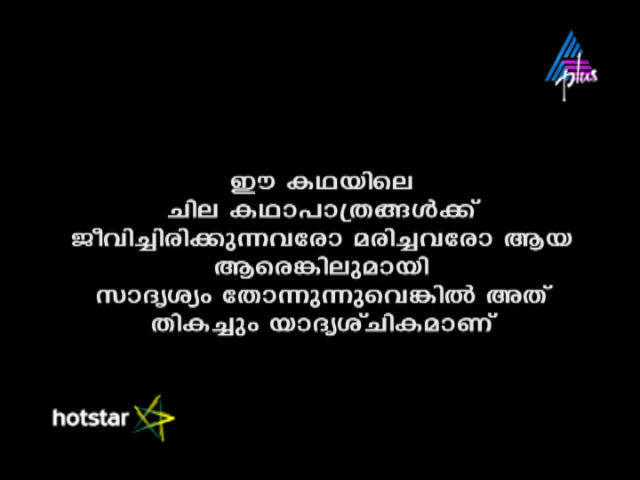 plus
ഈ കഥയിലെ
ചില കഥാപാത്രങ്ങൾക്ക്
ജീവിച്ചിരിക്കുന്നവരോ മരിച്ചവരോ ആയ
ആരെങ്കിലുമായി
സാദൃശ്യം തോന്നുന്നുവെങ്കിൽ അത്
തികച്ചും യാദൃശ്ചികമാണ്
hotstar